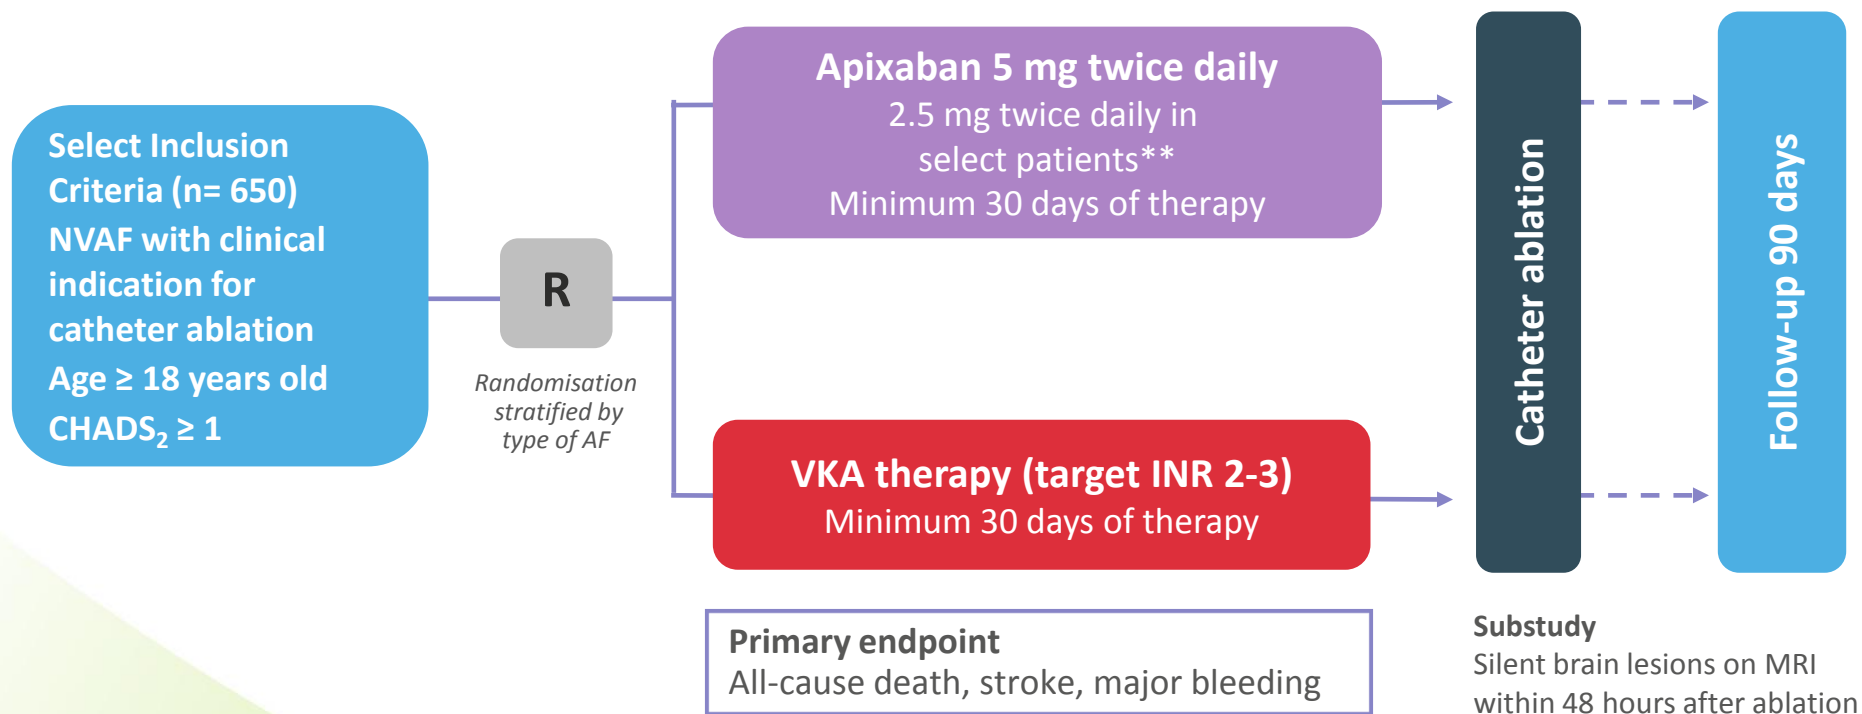 Select Inclusion
Criteria (n= 650)
NVAF with clinical
indication for
catheter ablation
Age ≥ 18 years old
CHADS₂ ≥ 1
R
Randomisation
stratified by
type of AF
Apixaban 5 mg twice daily
2.5 mg twice daily in
select patients**
Minimum 30 days of therapy
VKA therapy (target INR 2-3)
Minimum 30 days of therapy
Primary endpoint
All-cause death, stroke, major bleeding
Catheter ablation
Follow-up 90 days
Substudy
Silent brain lesions on MRI
within 48 hours after ablation